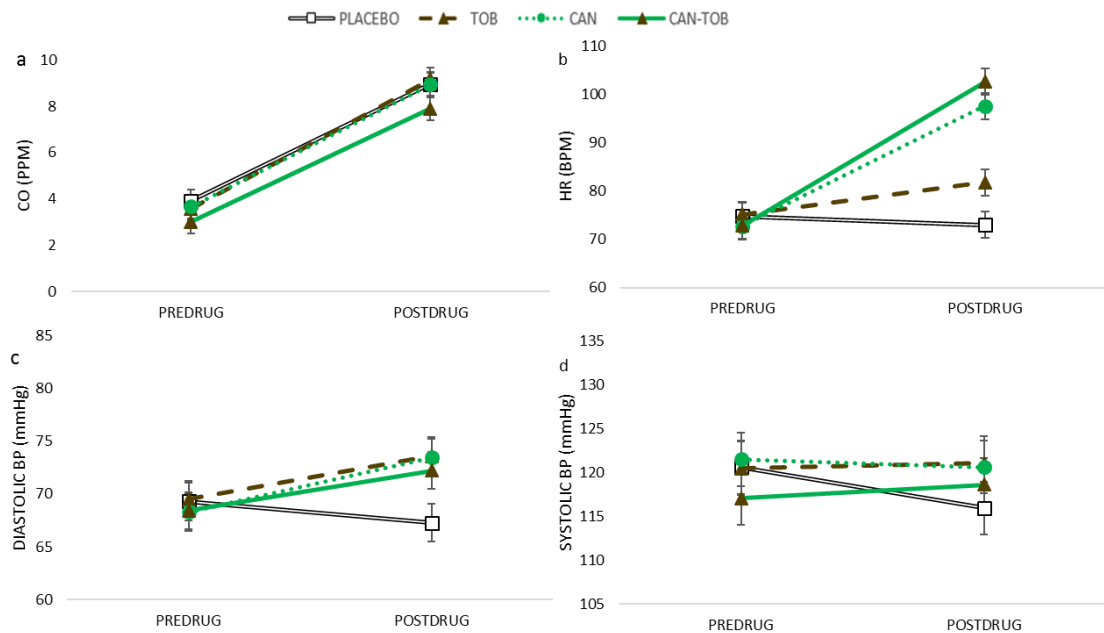 PLACEBO TOB CAN CAN-TOB
a
CO (PPM)
10
8
6
4
2
0
PREDRUG POSTDRUG
b
HR (BPM)
110
100
90
80
70
60
PREDRUG POSTDRUG
c
DIASTOLIC BP (mmHg)
85
80
75
70
65
60
PREDRUG POSTDRUG
d
SYSTOLIC BP (mmHg)
135
130
125
120
115
110
105
PREDRUG POSTDRUG